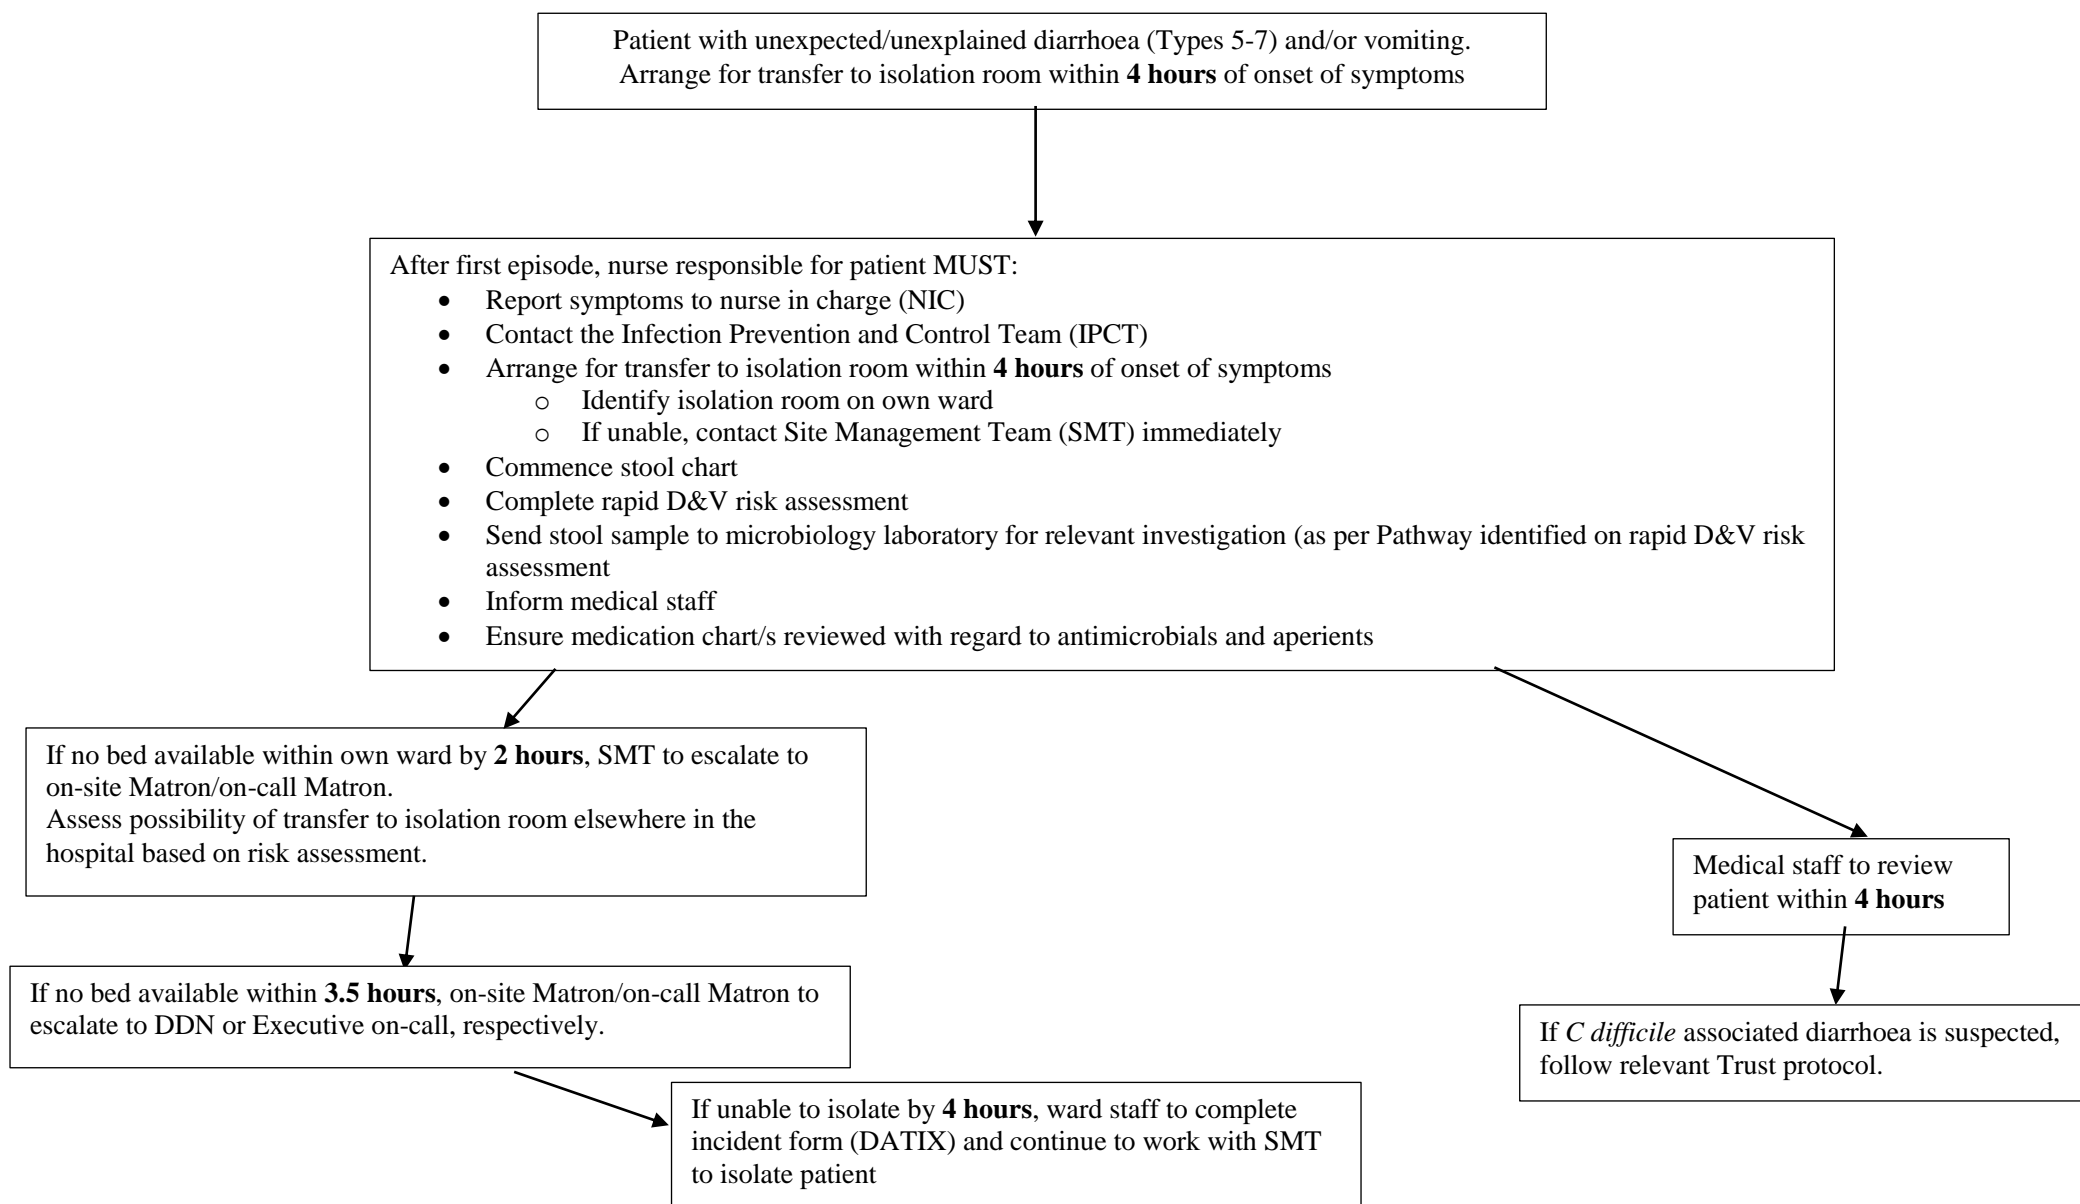 Patient with unexpected/unexplained diarrhoea (Types 5-7) and/or vomiting.
Arrange for transfer to isolation room within 4 hours of onset of symptoms
After first episode, nurse responsible for patient MUST:
• Report symptoms to nurse in charge (NIC)
• Contact the Infection Prevention and Control Team (IPCT)
• Arrange for transfer to isolation room within 4 hours of onset of symptoms
o Identify isolation room on own ward
o If unable, contact Site Management Team (SMT) immediately
• Commence stool chart
• Complete rapid D&V risk assessment
• Send stool sample to microbiology laboratory for relevant investigation (as per Pathway identified on rapid D&V risk
assessment
• Inform medical staff
• Ensure medication chart/s reviewed with regard to antimicrobials and aperients
If no bed available within own ward by 2 hours, SMT to escalate to
on-site Matron/on-call Matron.
Assess possibility of transfer to isolation room elsewhere in the
hospital based on risk assessment.
If no bed available within 3.5 hours, on-site Matron/on-call Matron to
escalate to DDN or Executive on-call, respectively.
If unable to isolate by 4 hours, ward staff to complete
incident form (DATIX) and continue to work with SMT
to isolate patient
Medical staff to review
patient within 4 hours
If C difficile associated diarrhoea is suspected,
follow relevant Trust protocol.